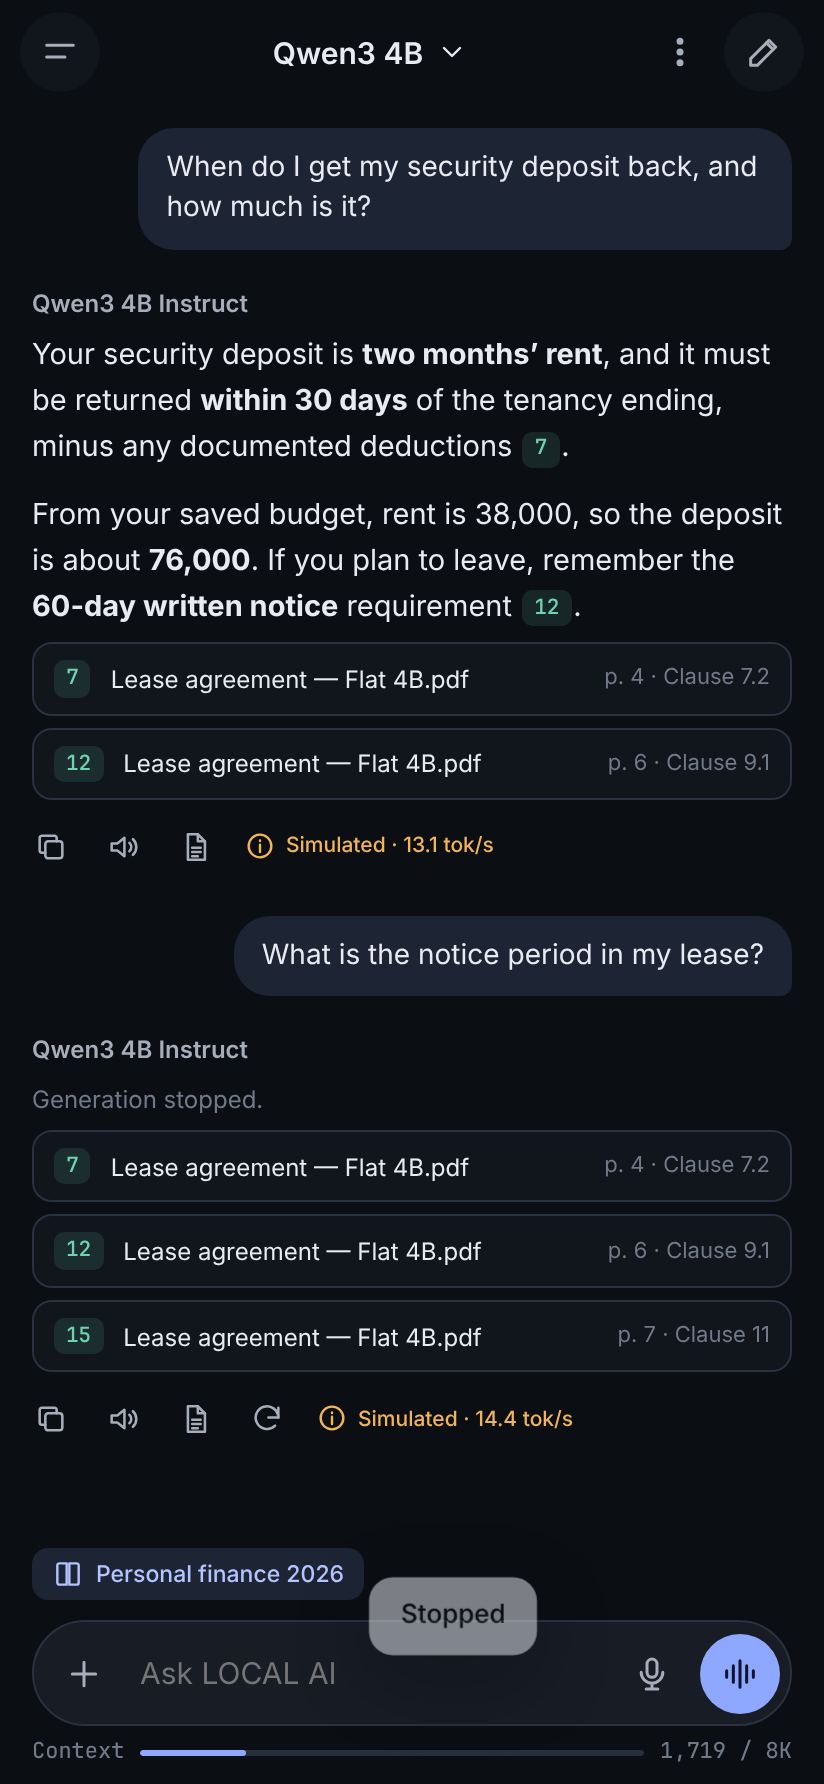 Qwen3 4B
When do I get my security deposit back, and
how much is it?
Qwen3 4B Instruct
Your security deposit is two months’ rent, and it must
be returned within 30 days of the tenancy ending,
minus any documented deductions 7.
From your saved budget, rent is 38,000, so the deposit
is about 76,000. If you plan to leave, remember the
60-day written notice requirement 12.
7 Lease agreement — Flat 4B.pdf p. 4 · Clause 7.2
12 Lease agreement — Flat 4B.pdf p. 6 · Clause 9.1
Simulated · 13.1 tok/s
What is the notice period in my lease?
Qwen3 4B Instruct
Generation stopped.
7 Lease agreement — Flat 4B.pdf p. 4 · Clause 7.2
12 Lease agreement — Flat 4B.pdf p. 6 · Clause 9.1
15 Lease agreement — Flat 4B.pdf p. 7 · Clause 11
Simulated · 14.4 tok/s
Personal finance 2026
Stopped
Ask LOCAL AI
Context 1,719 / 8K